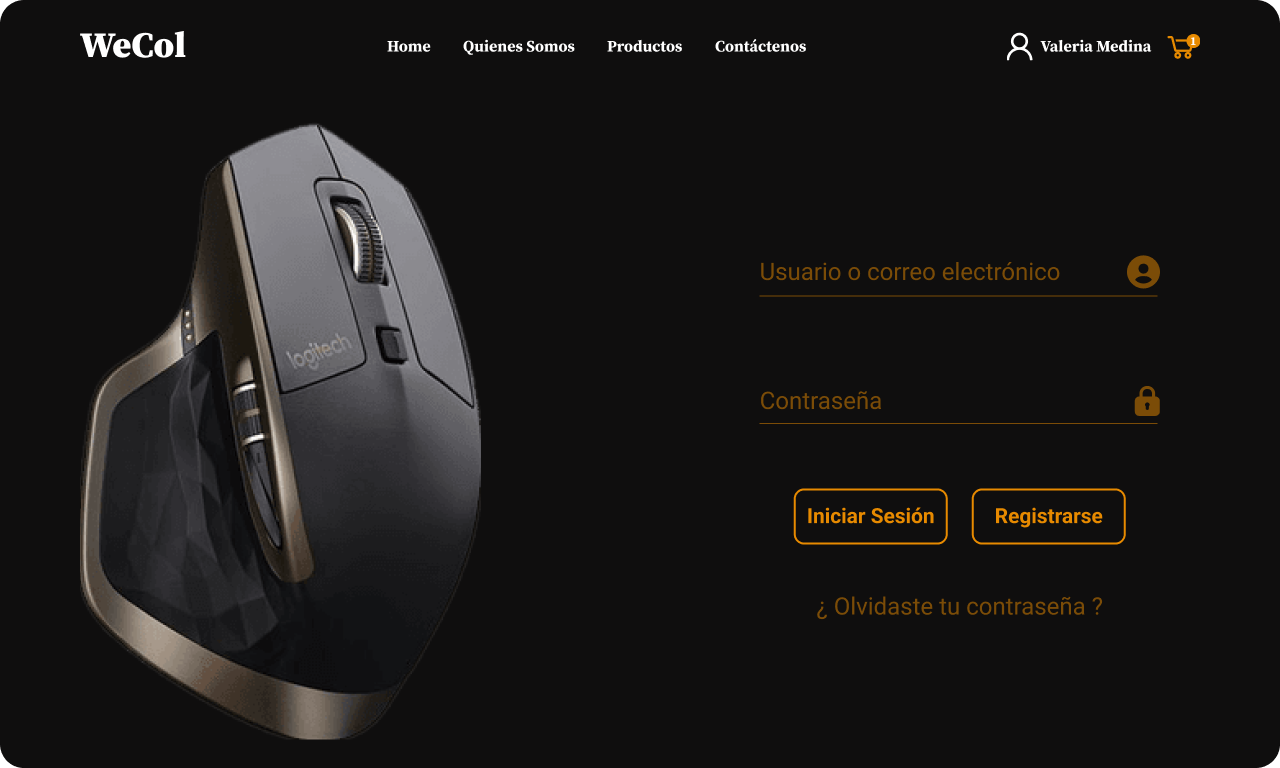 WeCol
Home
Quienes Somos
Productos
Contáctenos
Valeria Medina
1
logitech
Usuario o correo electrónico
Contraseña
Iniciar Sesión
Registrarse
¿ Olvidaste tu contraseña ?